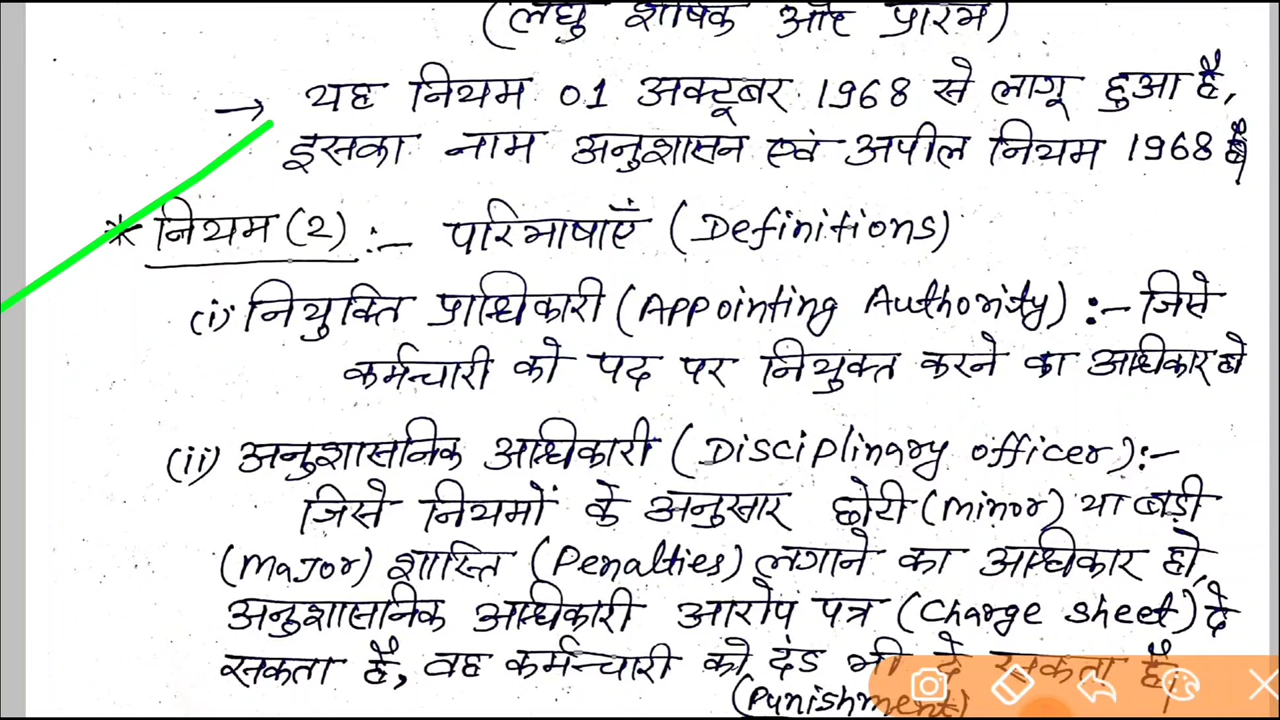 (लघु शीर्षक और प्रारंभ)
→ यह नियम 01 अक्टूबर 1968 से लागू हुआ है,
इसका नाम अनुशासन एवं अपील नियम 1968 है
* नियम (2) :- परिभाषाएँ (Definitions)
(i) नियुक्ति प्राधिकारी (Appointing Authority) :- जिसे
कर्मचारी को पद पर नियुक्त करने का अधिकार हो
(ii) अनुशासनिक अधिकारी (Disciplinary officer) :-
जिसे नियमों के अनुसार छोटी (minor) या बड़ी
(Major) शास्ति (Penalties) लगाने का अधिकार हो,
अनुशासनिक अधिकारी आरोप पत्र (Charge sheet) दे
सकता है, वह कर्मचारी को दंड भी दे सकता है।
(Punishment)